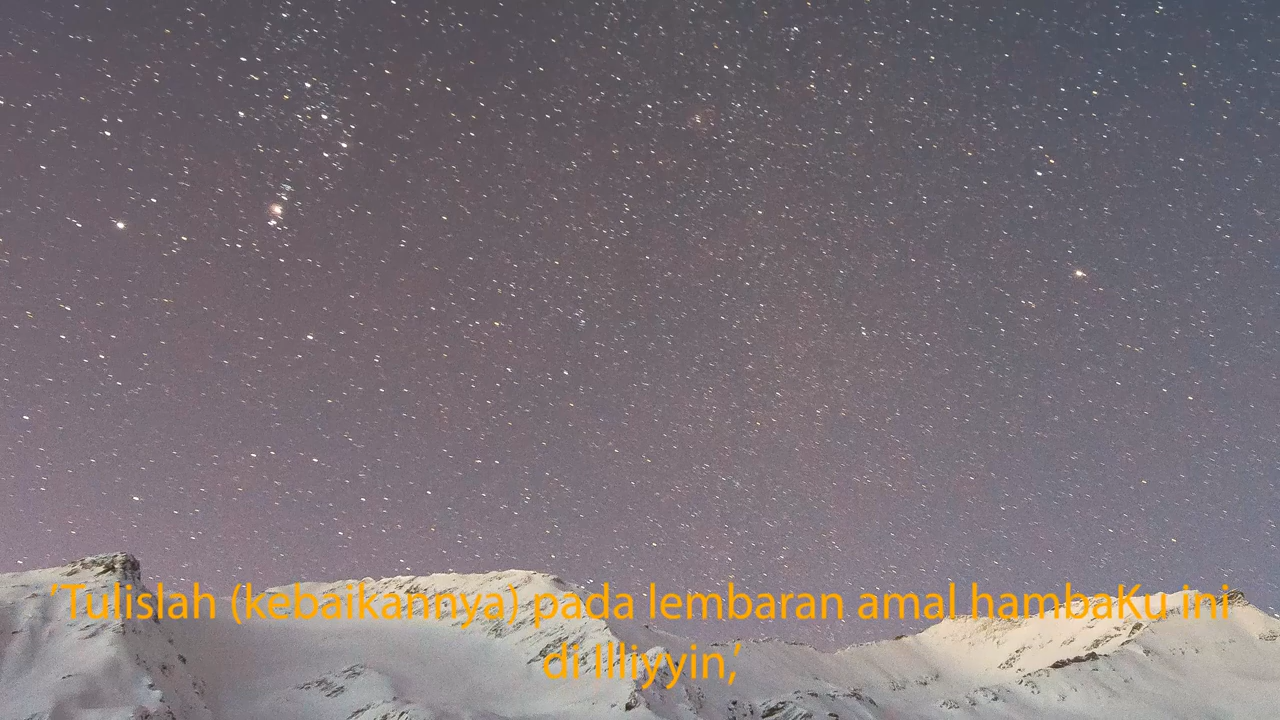 'Tulislah (kebaikannya) pada lembaran amal hambaKu ini
di Illiyyin,’